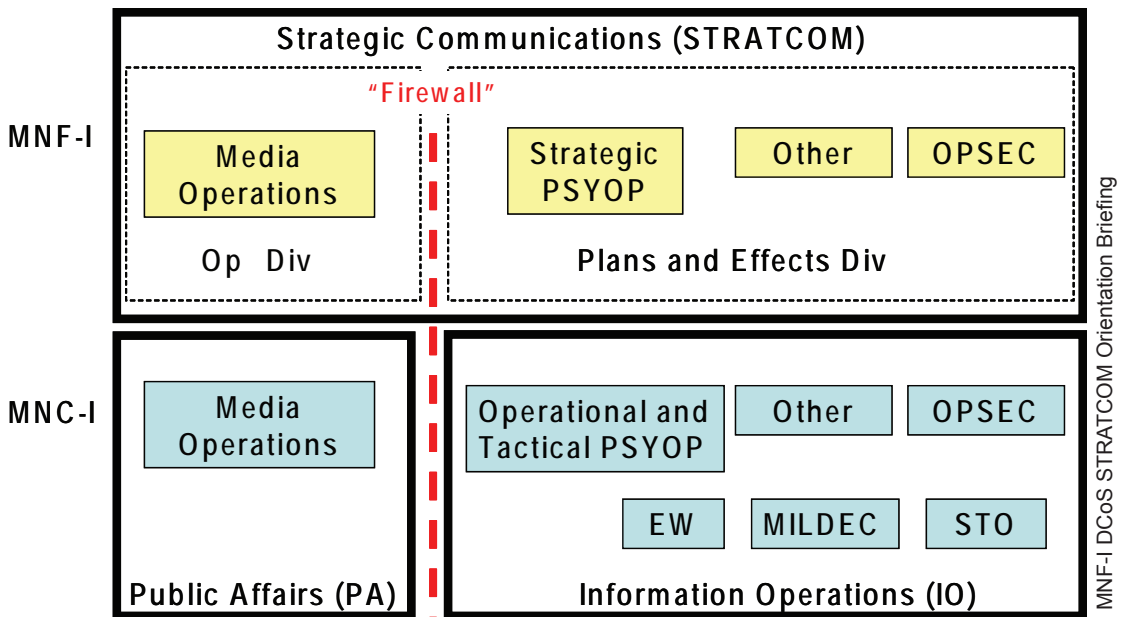 Strategic Communications (STRATCOM)
“Firewall”
MNF-I
Media
Operations
Strategic
PSYOP
Other
OPSEC
Op Div
Plans and Effects Div
MNC-I
Media
Operations
Operational and
Tactical PSYOP
Other
OPSEC
EW
MILDEC
STO
Public Affairs (PA)
Information Operations (IO)
MNF-I DCoS STRATCOM Orientation Briefing